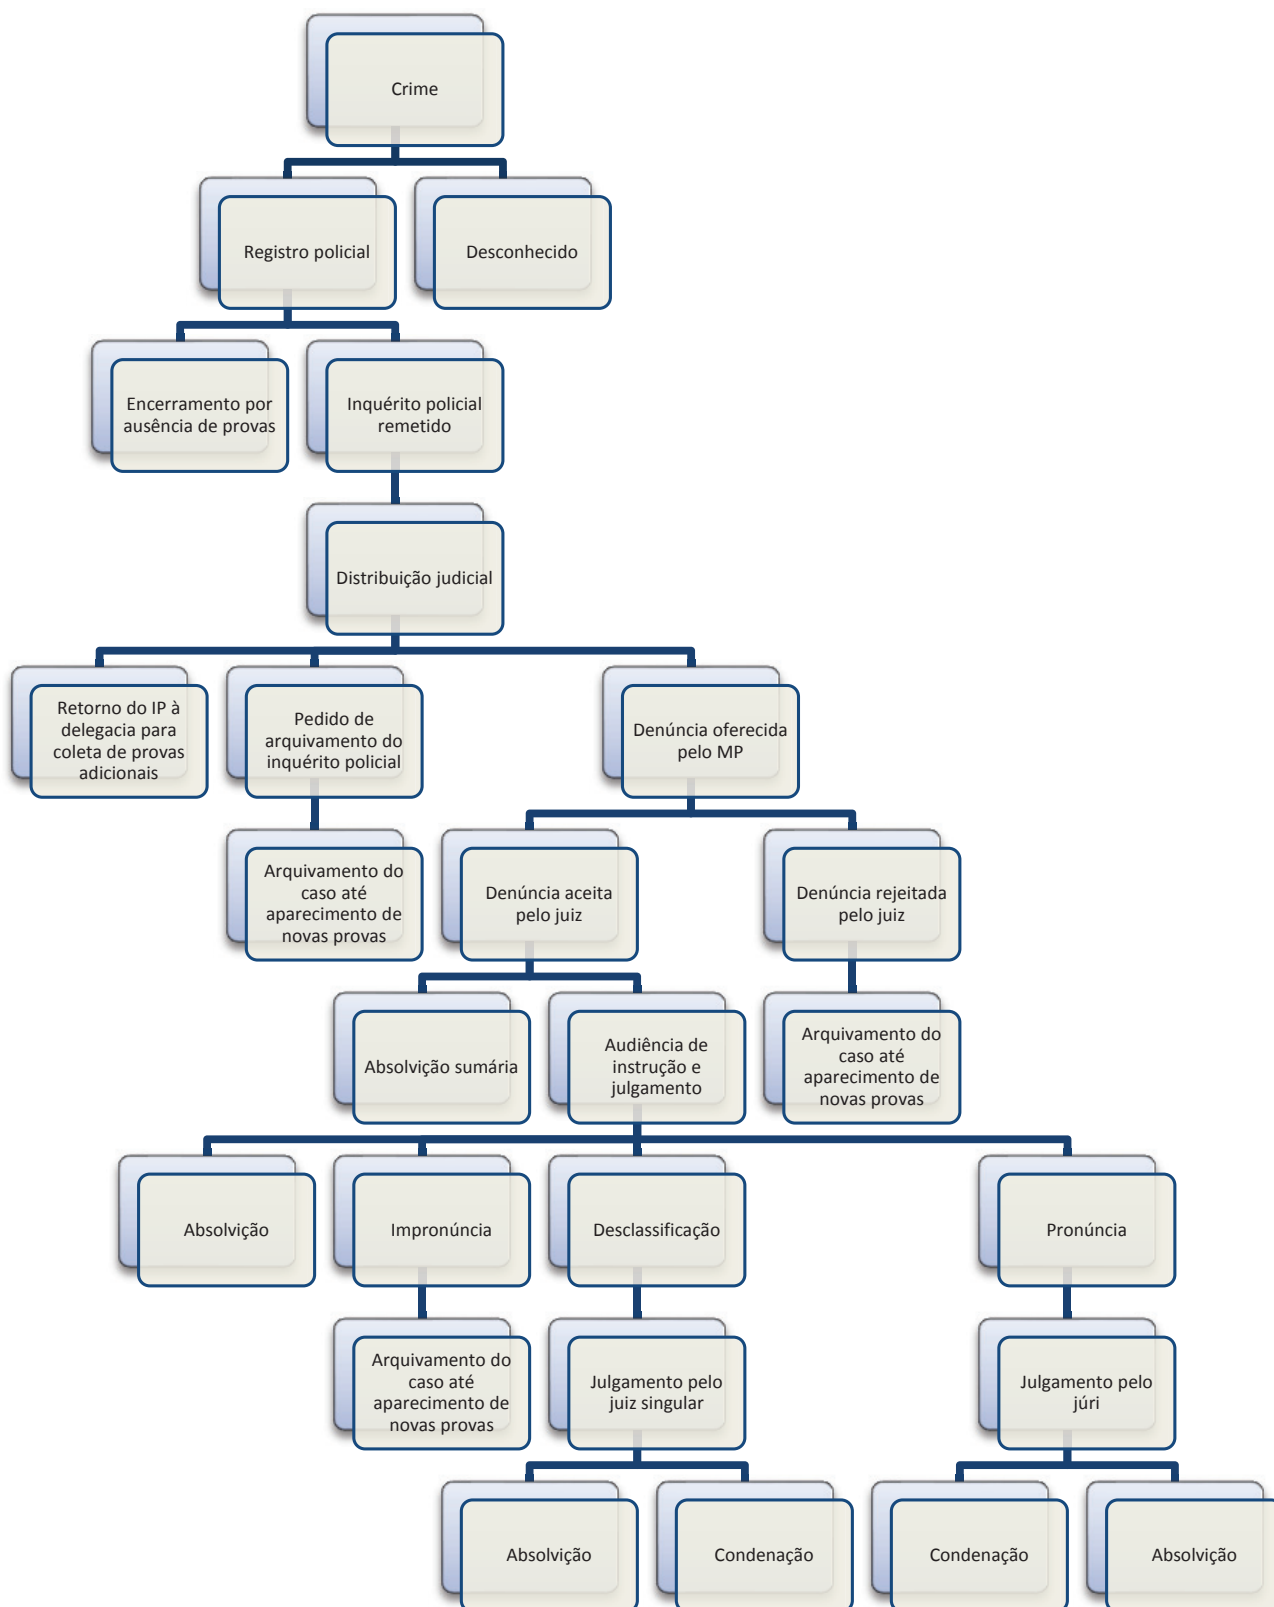 Crime
Registro policial
Desconhecido
Encerramento por
ausência de provas
Inquérito policial
remetido
Distribuição judicial
Retorno do IP à
delegacia para
coleta de provas
adicionais
Pedido de
arquivamento do
inquérito policial
Denúncia oferecida
pelo MP
Arquivamento do
caso até
aparecimento de
novas provas
Denúncia aceita
pelo juiz
Denúncia rejeitada
pelo juiz
Absolvição sumária
Audiência de
instrução e
julgamento
Arquivamento do
caso até
aparecimento de
novas provas
Absolvição
Impronúncia
Desclassificação
Pronúncia
Arquivamento do
caso até
aparecimento de
novas provas
Julgamento pelo
juiz singular
Julgamento pelo
júri
Absolvição
Condenação
Condenação
Absolvição